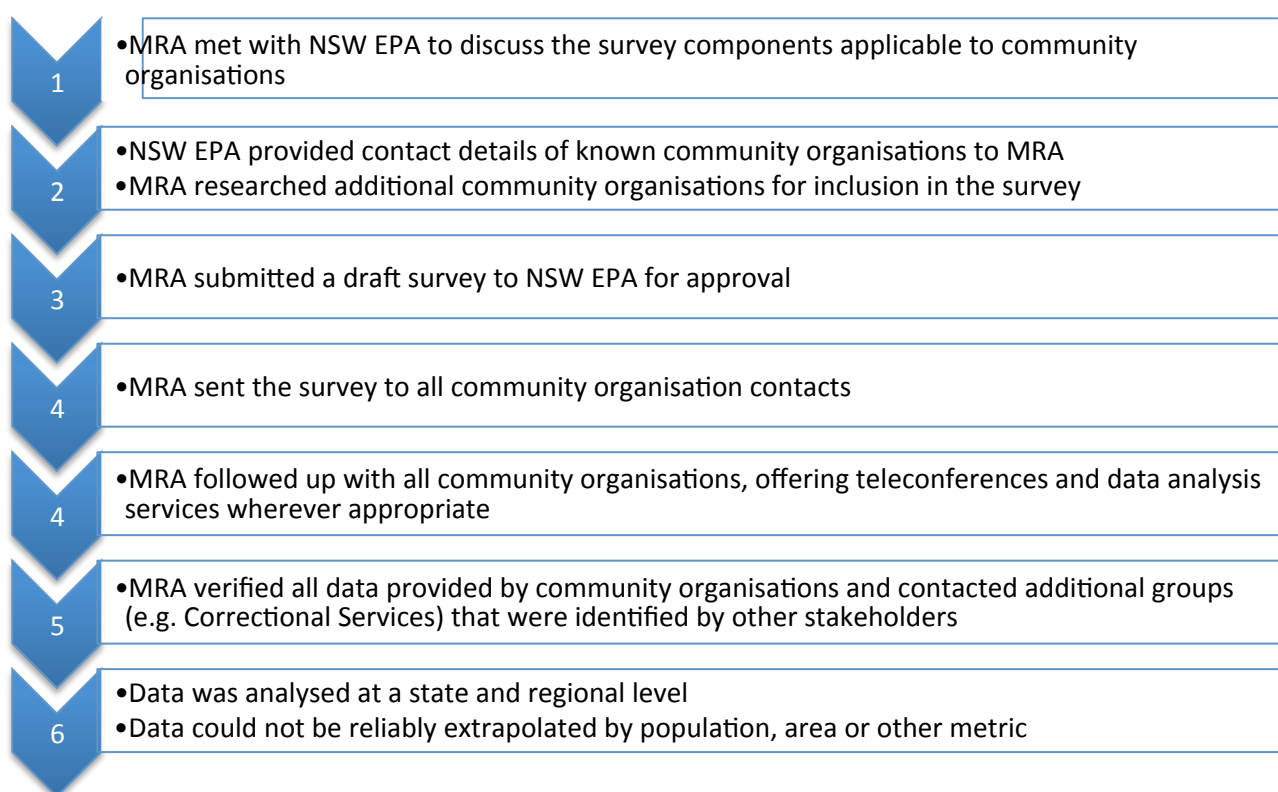 1
•MRA met with NSW EPA to discuss the survey components applicable to community
organisations
2
•NSW EPA provided contact details of known community organisations to MRA
•MRA researched additional community organisations for inclusion in the survey
3
•MRA submitted a draft survey to NSW EPA for approval
4
•MRA sent the survey to all community organisation contacts
4
•MRA followed up with all community organisations, offering teleconferences and data analysis
services wherever appropriate
5
•MRA verified all data provided by community organisations and contacted additional groups
(e.g. Correctional Services) that were identified by other stakeholders
6
•Data was analysed at a state and regional level
•Data could not be reliably extrapolated by population, area or other metric